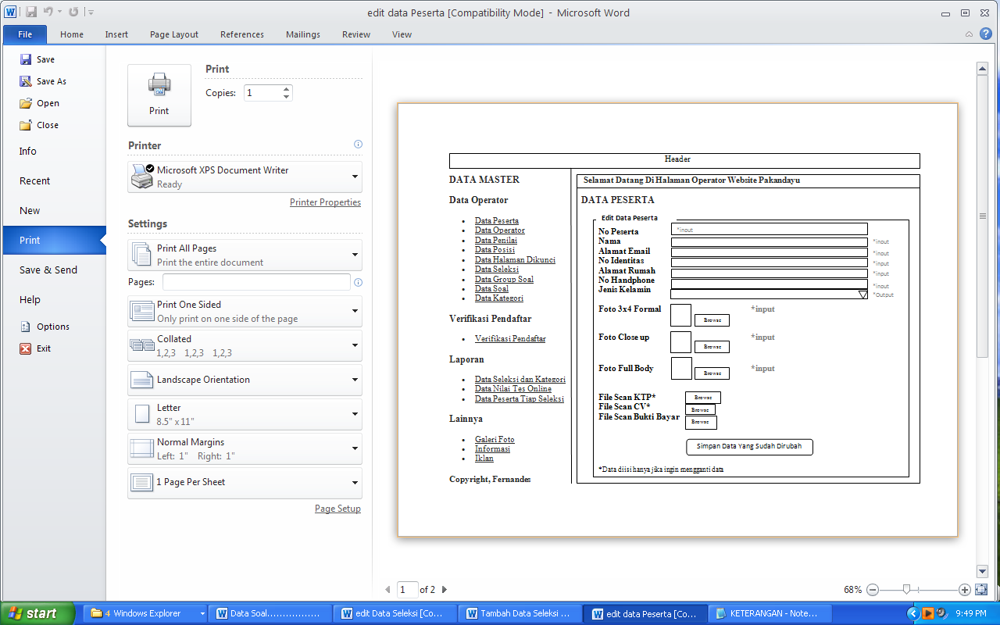 edit data Peserta [Compatibility Mode] - Microsoft Word
File Home Insert Page Layout References Mailings Review View
Save
Save As
Open
Close
Info
Recent
New
Print
Save & Send
Help
Options
Exit
Print
Print
Copies: 1
Printer
Microsoft XPS Document Writer
Ready
Printer Properties
Settings
Print All Pages
Print the entire document
Pages:
Print One Sided
Only print on one side of the page
Collated
1,2,3 1,2,3 1,2,3
Landscape Orientation
Letter
8.5" x 11"
Normal Margins
Left: 1" Right: 1"
1 Page Per Sheet
Page Setup
Header
DATA MASTER
Data Operator
Data Peserta
Data Operator
Data Penilai
Data Posisi
Data Halaman Dikunci
Data Seleksi
Data Group Soal
Data Soal
Data Kategori
Verifikasi Pendaftar
Verifikasi Pendaftar
Laporan
Data Seleksi dan Kategori
Data Nilai Tes Online
Data Peserta Tiap Seleksi
Lainnya
Galeri Foto
Informasi
Iklan
Copyright, Fernandes
Selamat Datang Di Halaman Operator Website Pakandayu
DATA PESERTA
Edit Data Peserta
No Peserta *input
Nama *input
Alamat Email *input
No Identitas *input
Alamat Rumah *input
No Handphone *input
Jenis Kelamin *Output
Foto 3x4 Formal Browse *input
Foto Close up Browse *input
Foto Full Body Browse *input
File Scan KTP* Browse
File Scan CV* Browse
File Scan Bukti Bayar Browse
Simpan Data Yang Sudah Dirubah
*Data diisi hanya jika ingin mengganti data
1 of 2
68%
start
4 Windows Explorer
Data Soal.................
edit Data Seleksi [Co...
Tambah Data Seleksi ...
edit data Peserta [Co...
KETERANGAN - Note...
9:49 PM